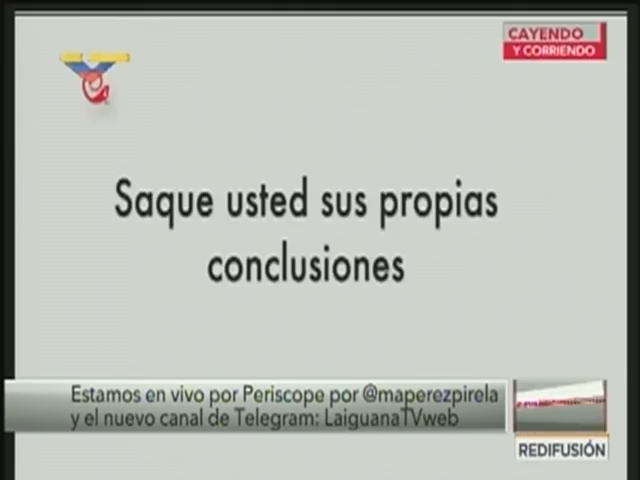 CAYENDO
Y CORRIENDO
Saque usted sus propias
conclusiones
Estamos en vivo por Periscope por @maperezpirela
y el nuevo canal de Telegram: LaiguanaTVweb
REDIFUSIÓN